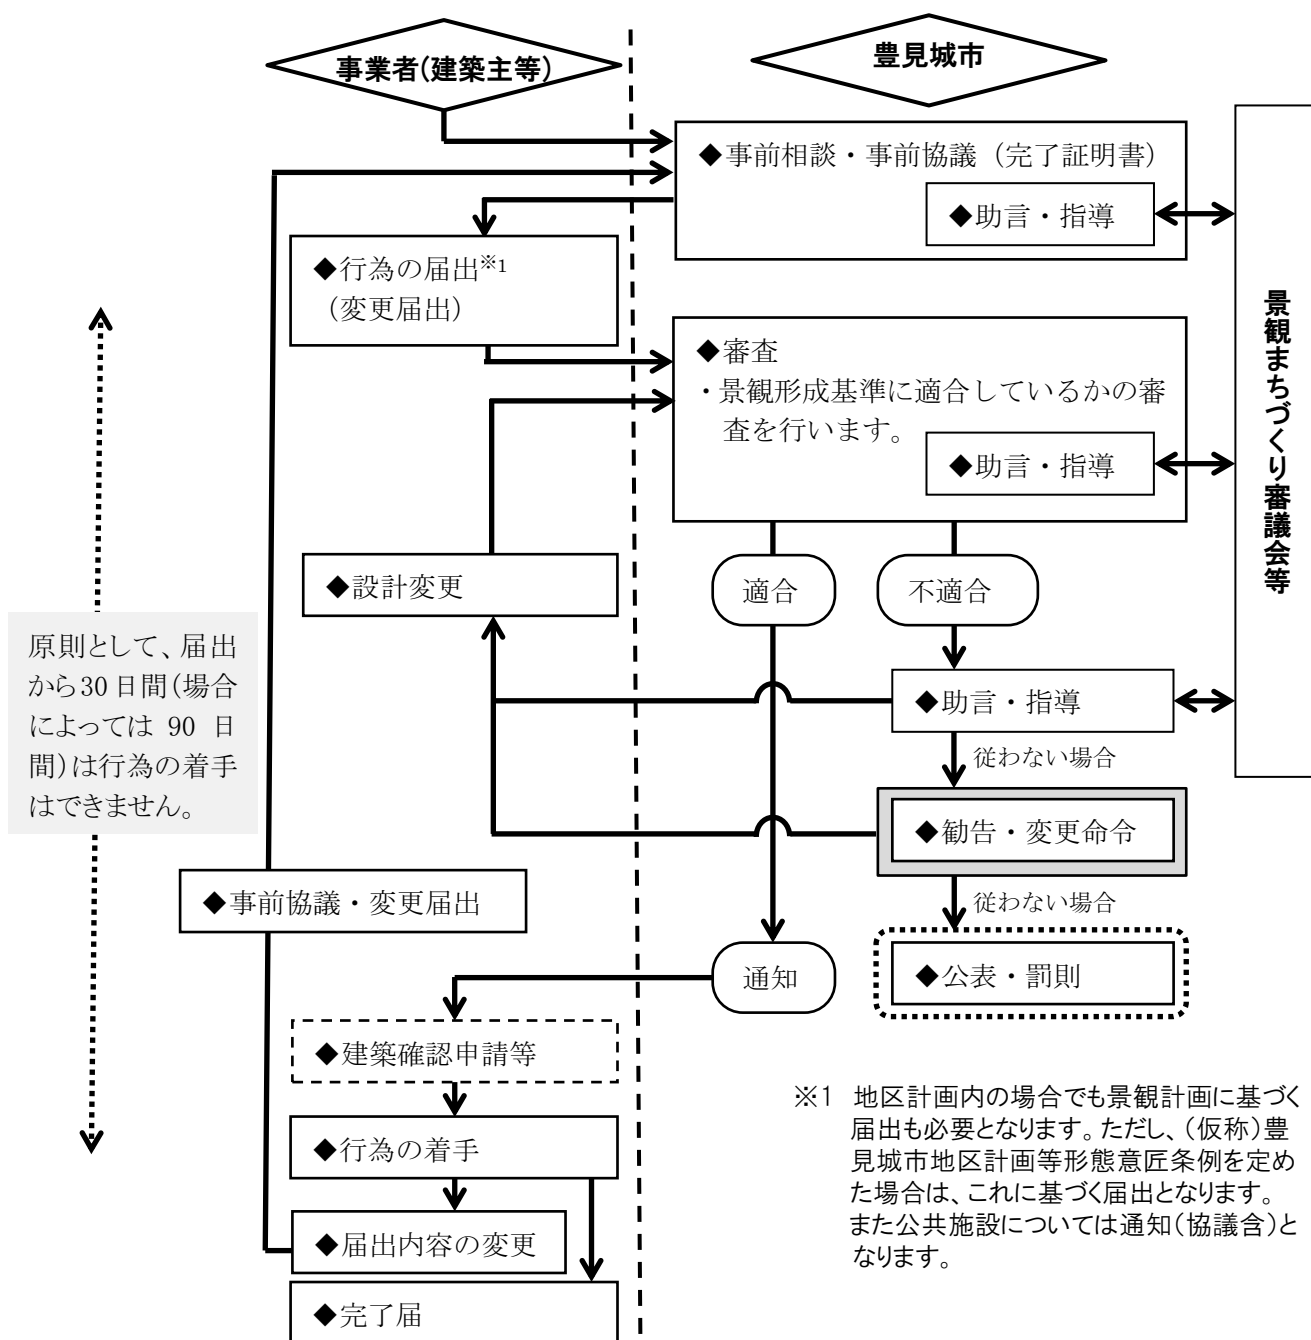 事業者(建築主等)
豊見城市
◆事前相談・事前協議（完了証明書）
◆助言・指導
◆行為の届出※1
（変更届出）
◆審査
・景観形成基準に適合しているかの審
査を行います。
◆助言・指導
景観まちづくり審議会等
◆設計変更
適合
不適合
原則として、届出
から30日間(場合
によっては 90 日
間)は行為の着手
はできません。
◆助言・指導
従わない場合
◆勧告・変更命令
従わない場合
◆事前協議・変更届出
◆公表・罰則
通知
◆建築確認申請等
◆行為の着手
◆届出内容の変更
◆完了届
※1 地区計画内の場合でも景観計画に基づく
届出も必要となります。ただし、(仮称)豊
見城市地区計画等形態意匠条例を定め
た場合は、これに基づく届出となります。
また公共施設については通知(協議含)と
なります。